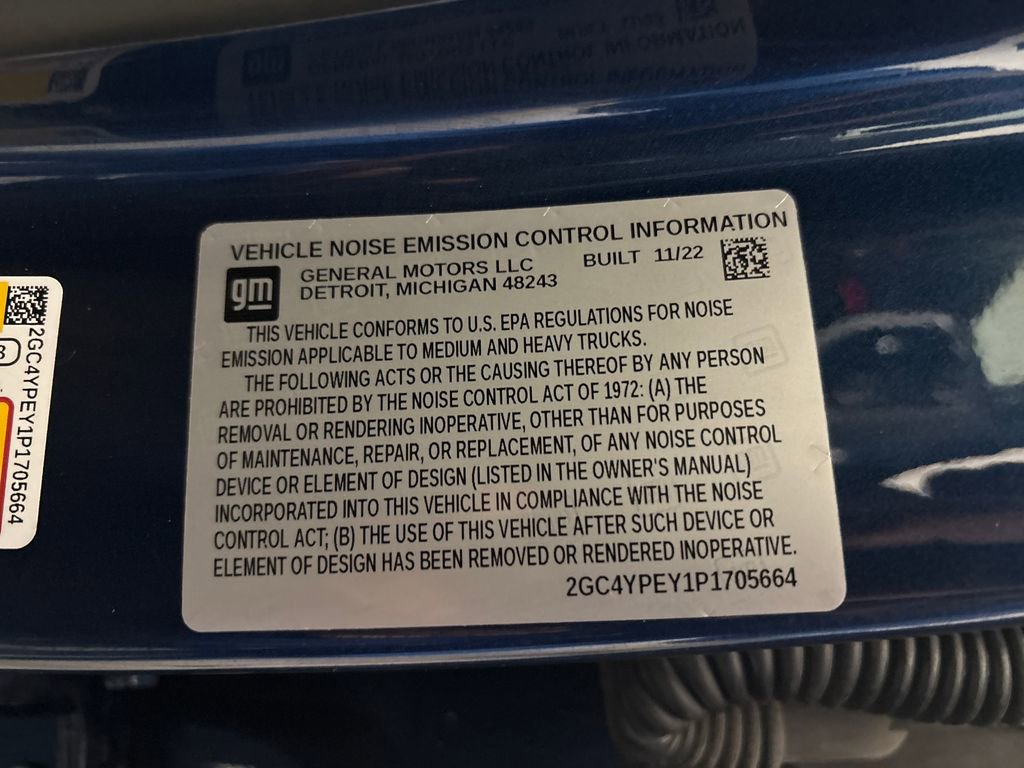 VEHICLE NOISE EMISSION CONTROL INFORMATION
gm
GENERAL MOTORS LLC
DETROIT, MICHIGAN 48243
BUILT 11/22
THIS VEHICLE CONFORMS TO U.S. EPA REGULATIONS FOR NOISE
EMISSION APPLICABLE TO MEDIUM AND HEAVY TRUCKS.
THE FOLLOWING ACTS OR THE CAUSING THEREOF BY ANY PERSON
ARE PROHIBITED BY THE NOISE CONTROL ACT OF 1972: (A) THE
REMOVAL OR RENDERING INOPERATIVE, OTHER THAN FOR PURPOSES
OF MAINTENANCE, REPAIR, OR REPLACEMENT, OF ANY NOISE CONTROL
DEVICE OR ELEMENT OF DESIGN (LISTED IN THE OWNER'S MANUAL)
INCORPORATED INTO THIS VEHICLE IN COMPLIANCE WITH THE NOISE
CONTROL ACT; (B) THE USE OF THIS VEHICLE AFTER SUCH DEVICE OR
ELEMENT OF DESIGN HAS BEEN REMOVED OR RENDERED INOPERATIVE.
2GC4YPEY1P1705664
2GC4YPEY1P1705664